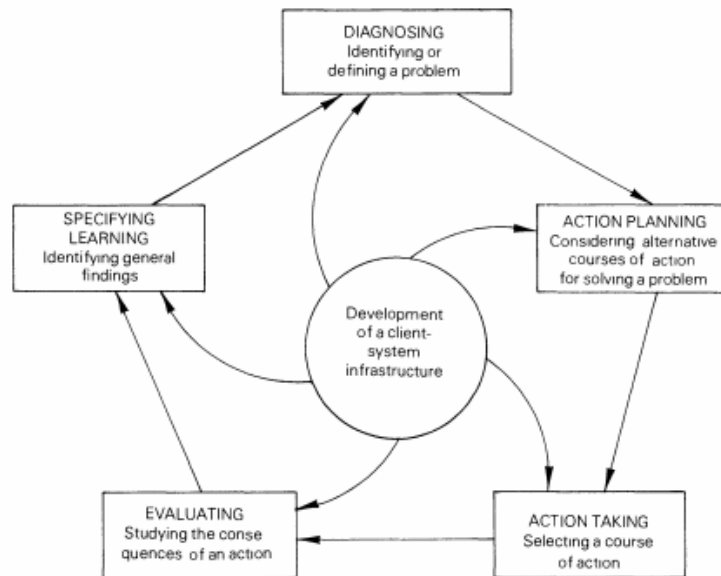 DIAGNOSING
Identifying or
defining a problem
ACTION PLANNING
Considering alternative
courses of action
for solving a problem
SPECIFYING
LEARNING
Identifying general
findings
Development
of a client-
system
infrastructure
EVALUATING
Studying the conse
quences of an action
ACTION TAKING
Selecting a course
of action